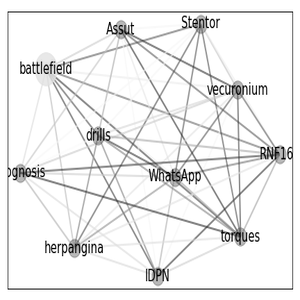 Stentor
Assut
battlefield
vecuronium
drills
RNF16
ognosis
WhatsApp
torques
herpangina
IDPN